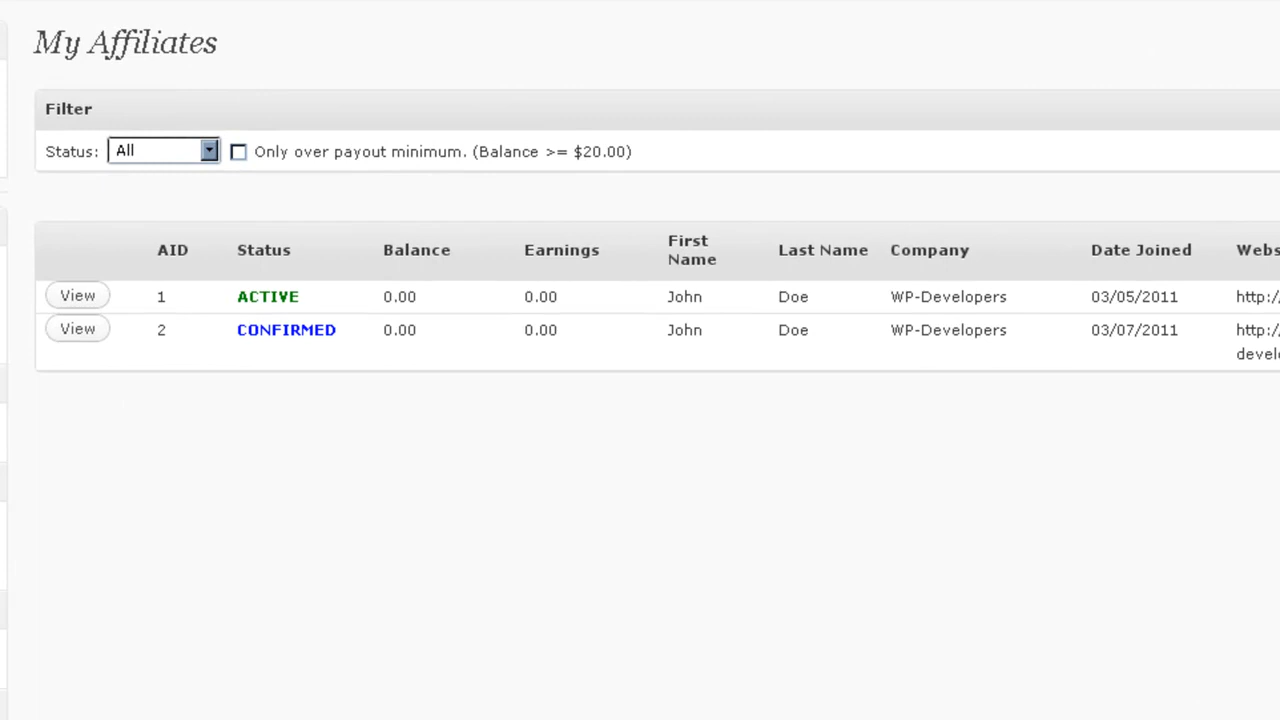 My Affiliates
Filter
Status: All Only over payout minimum. (Balance >= $20.00)
AID Status Balance Earnings First Name Last Name Company Date Joined Webs
View 1 ACTIVE 0.00 0.00 John Doe WP-Developers 03/05/2011 http:/
View 2 CONFIRMED 0.00 0.00 John Doe WP-Developers 03/07/2011 http:/
develo